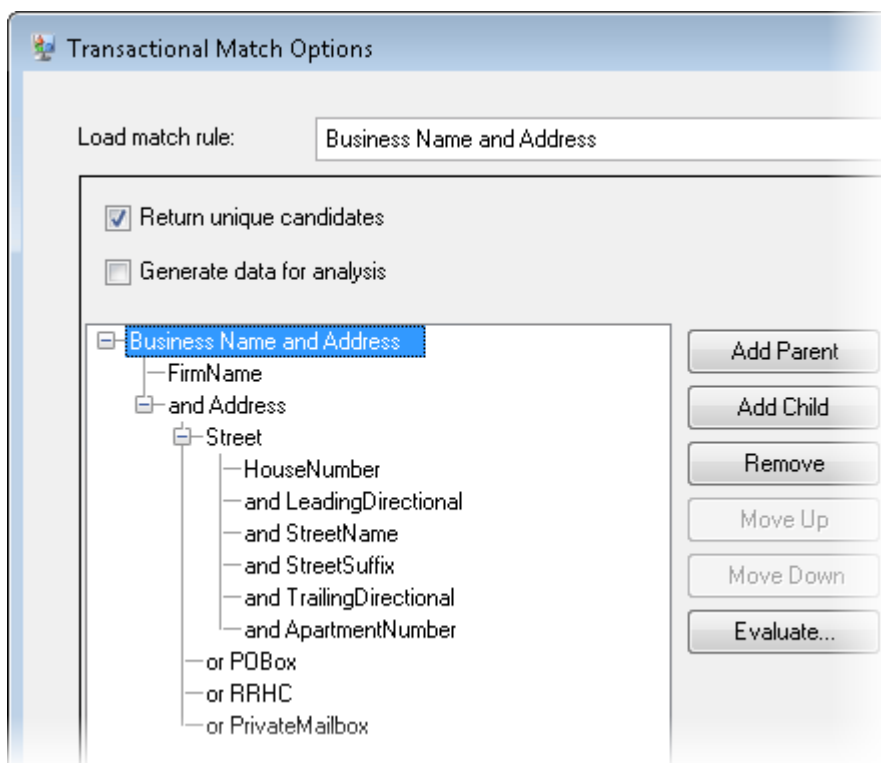 Transactional Match Options
Load match rule: Business Name and Address
Return unique candidates
Generate data for analysis
Business Name and Address
FirmName
and Address
Street
HouseNumber
and LeadingDirectional
and StreetName
and StreetSuffix
and TrailingDirectional
and ApartmentNumber
or POBox
or RRHC
or PrivateMailbox
Add Parent
Add Child
Remove
Move Up
Move Down
Evaluate...